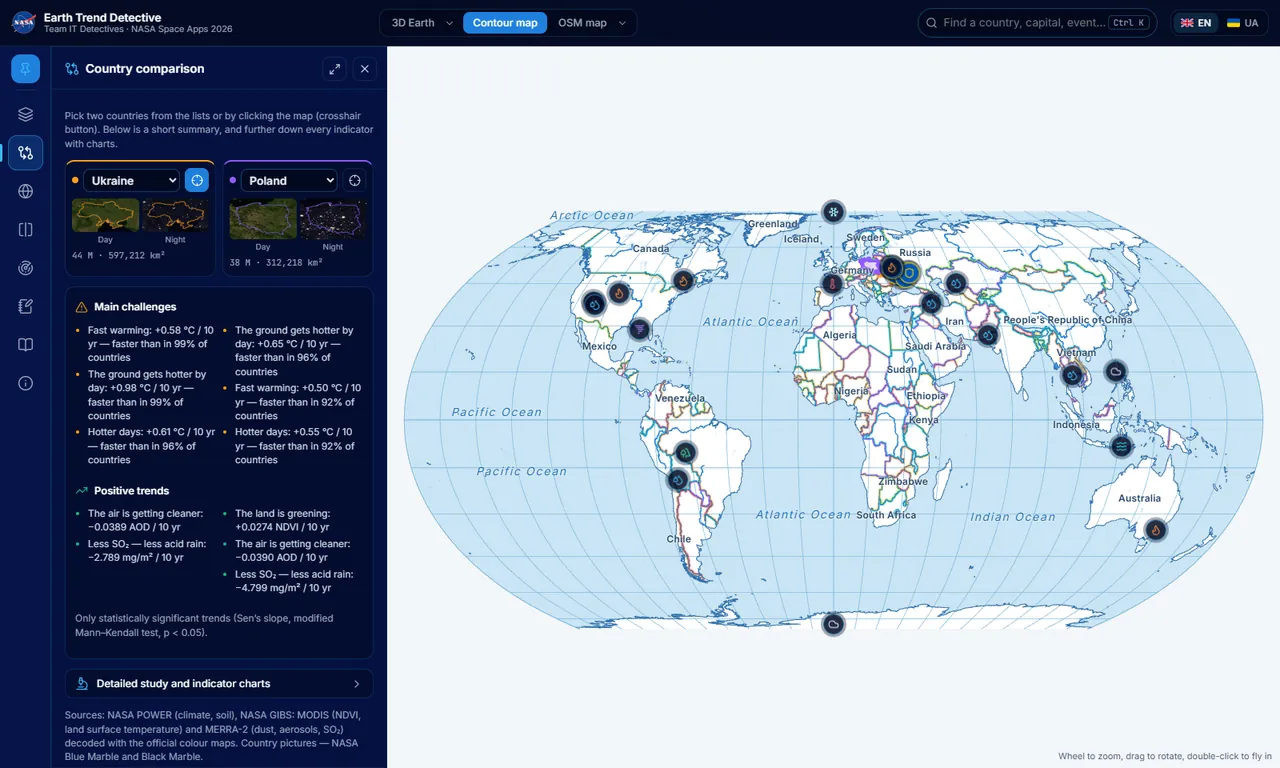 NASA
Earth Trend Detective
Team IT Detectives · NASA Space Apps 2026
3D Earth
Contour map
OSM map
Find a country, capital, event...
Ctrl K
EN
UA
Country comparison
Pick two countries from the lists or by clicking the map (crosshair
button). Below is a short summary, and further down every indicator
with charts.
Ukraine
Day
Night
44 M · 597,212 km²
Poland
Day
Night
38 M · 312,218 km²
Main challenges
Fast warming: +0.58 °C / 10
yr — faster than in 99% of
countries
The ground gets hotter by
day: +0.98 °C / 10 yr —
faster than in 99% of
countries
Hotter days: +0.61 °C / 10 yr
— faster than in 96% of
countries
The ground gets hotter by
day: +0.65 °C / 10 yr —
faster than in 96% of
countries
Fast warming: +0.50 °C / 10
yr — faster than in 92% of
countries
Hotter days: +0.55 °C / 10
yr — faster than in 92% of
countries
Positive trends
The air is getting cleaner:
−0.0389 AOD / 10 yr
Less SO₂ — less acid rain:
−2.789 mg/m² / 10 yr
The land is greening:
+0.0274 NDVI / 10 yr
The air is getting cleaner:
−0.0390 AOD / 10 yr
Less SO₂ — less acid rain:
−4.799 mg/m² / 10 yr
Only statistically significant trends (Sen's slope, modified
Mann–Kendall test, p < 0.05).
Detailed study and indicator charts
Sources: NASA POWER (climate, soil), NASA GIBS: MODIS (NDVI,
land surface temperature) and MERRA-2 (dust, aerosols, SO₂)
decoded with the official colour maps. Country pictures — NASA
Blue Marble and Black Marble.
Arctic Ocean
Greenland
Iceland
Sweden
Canada
Russia
Germany
Atlantic Ocean
Iran
People's Republic of China
Mexico
Algeria
Saudi Arabia
Vietnam
Sudan
Venezuela
Nigeria
Ethiopia
Pacific Ocean
Kenya
Indonesia
Pacific Ocean
Zimbabwe
Australia
Atlantic Ocean
South Africa
Indian Ocean
Chile
Wheel to zoom, drag to rotate, double-click to fly in